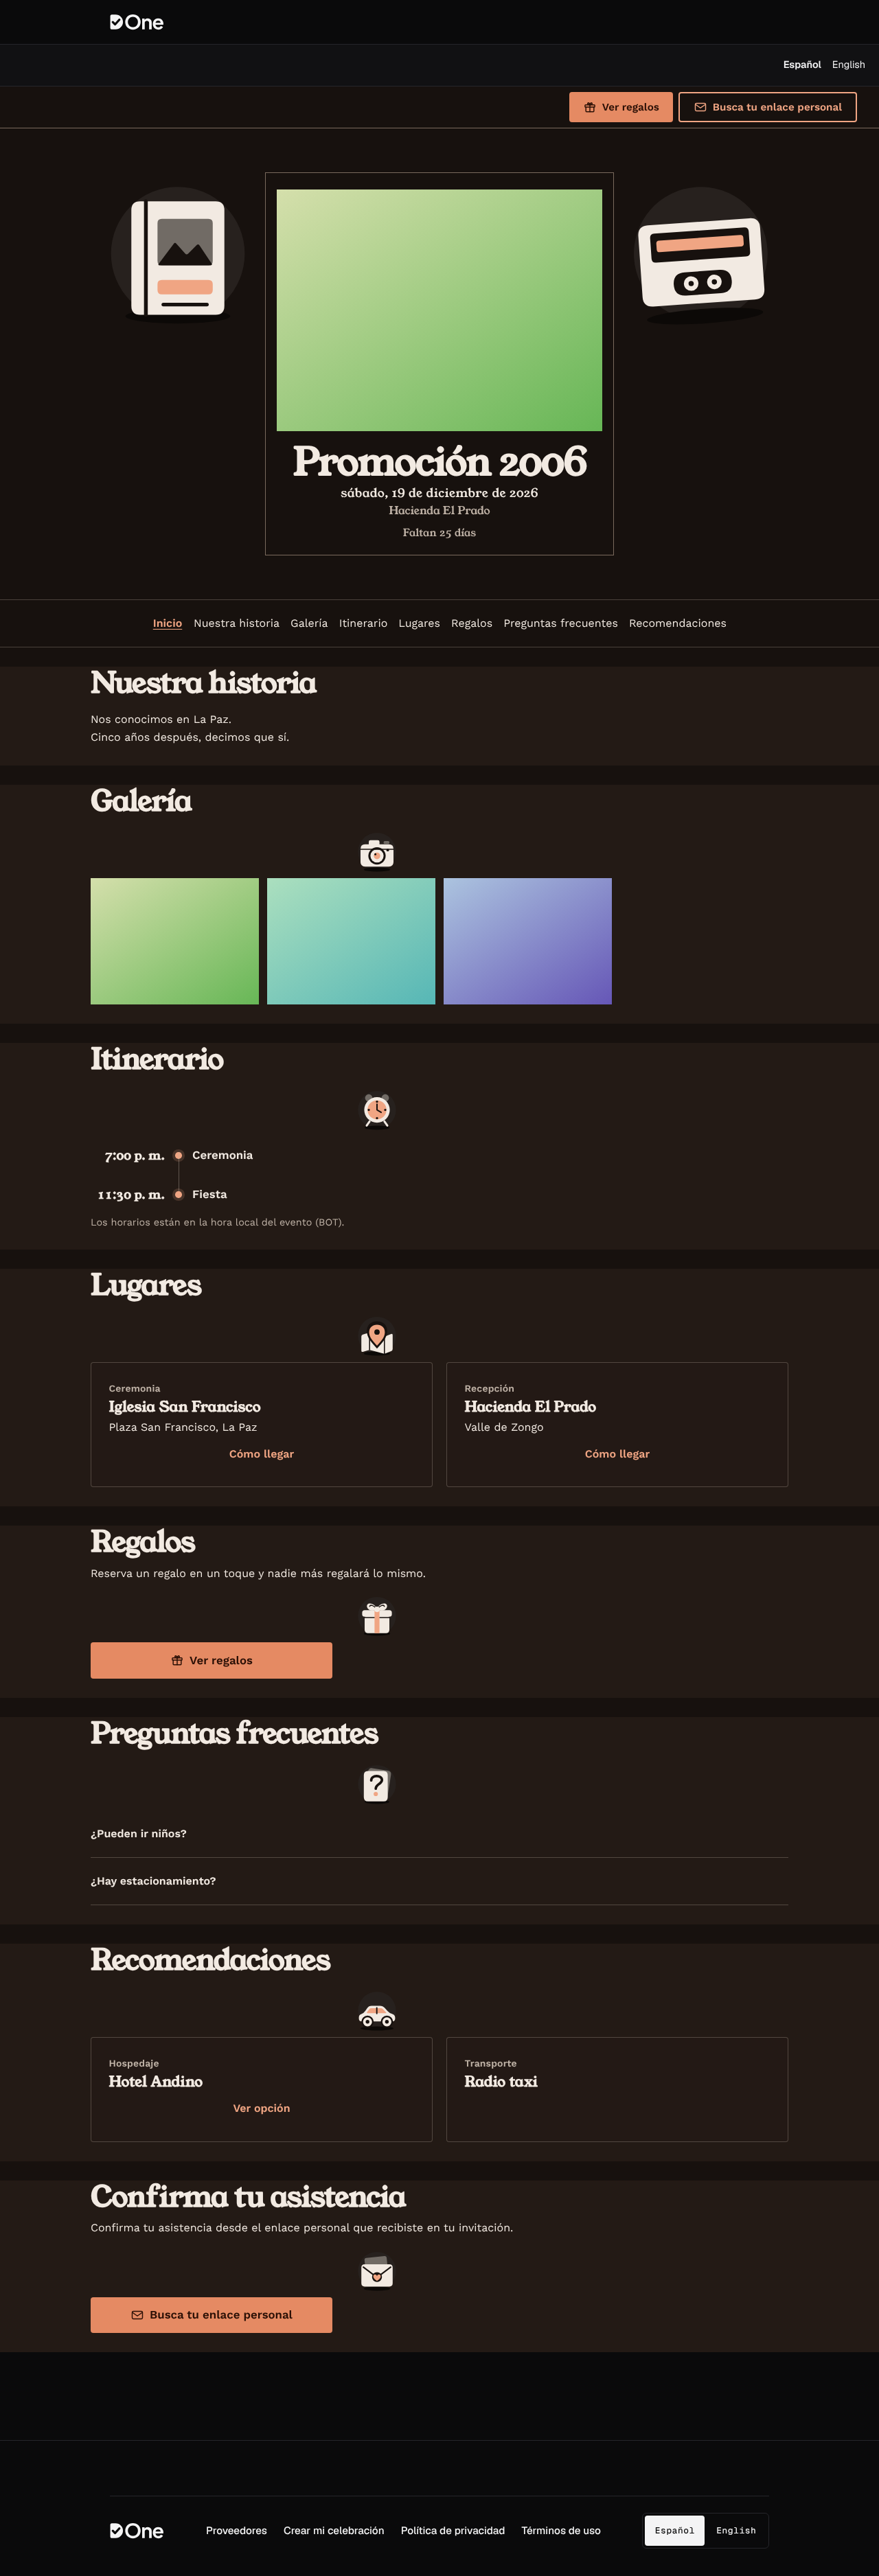 One
Español English
Ver regalos Busca tu enlace personal
Promoción 2006
sábado, 19 de diciembre de 2026
Hacienda El Prado
Faltan 25 días
Inicio Nuestra historia Galería Itinerario Lugares Regalos Preguntas frecuentes Recomendaciones
Nuestra historia
Nos conocimos en La Paz.
Cinco años después, decimos que sí.
Galería
Itinerario
7:00 p. m. Ceremonia
11:30 p. m. Fiesta
Los horarios están en la hora local del evento (BOT).
Lugares
Ceremonia
Iglesia San Francisco
Plaza San Francisco, La Paz
Cómo llegar
Recepción
Hacienda El Prado
Valle de Zongo
Cómo llegar
Regalos
Reserva un regalo en un toque y nadie más regalará lo mismo.
Ver regalos
Preguntas frecuentes
?
¿Pueden ir niños?
¿Hay estacionamiento?
Recomendaciones
Hospedaje
Hotel Andino
Ver opción
Transporte
Radio taxi
Confirma tu asistencia
Confirma tu asistencia desde el enlace personal que recibiste en tu invitación.
Busca tu enlace personal
One
Proveedores Crear mi celebración Política de privacidad Términos de uso
Español English